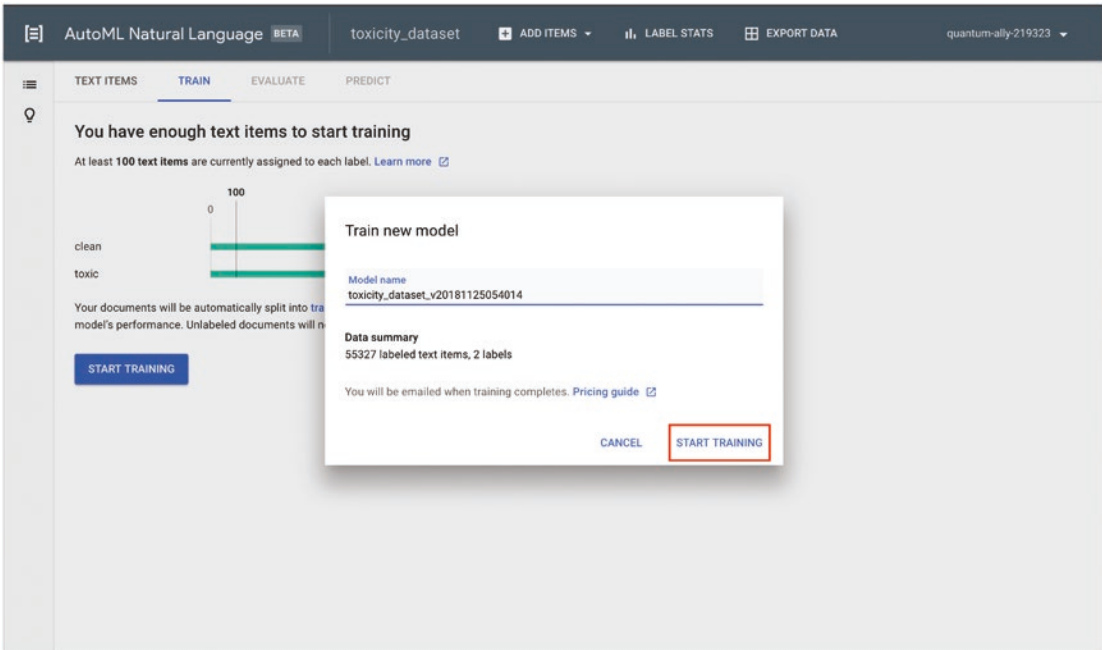 AutoML Natural Language BETA
toxicity_dataset
ADD ITEMS
LABEL STATS
EXPORT DATA
quantum-ally-219323
TEXT ITEMS
TRAIN
EVALUATE
PREDICT
You have enough text items to start training
At least 100 text items are currently assigned to each label. Learn more
100
0
clean
toxic
Your documents will be automatically split into tra
model's performance. Unlabeled documents will n
START TRAINING
Train new model
Model name
toxicity_dataset_v20181125054014
Data summary
55327 labeled text items, 2 labels
You will be emailed when training completes. Pricing guide
CANCEL
START TRAINING